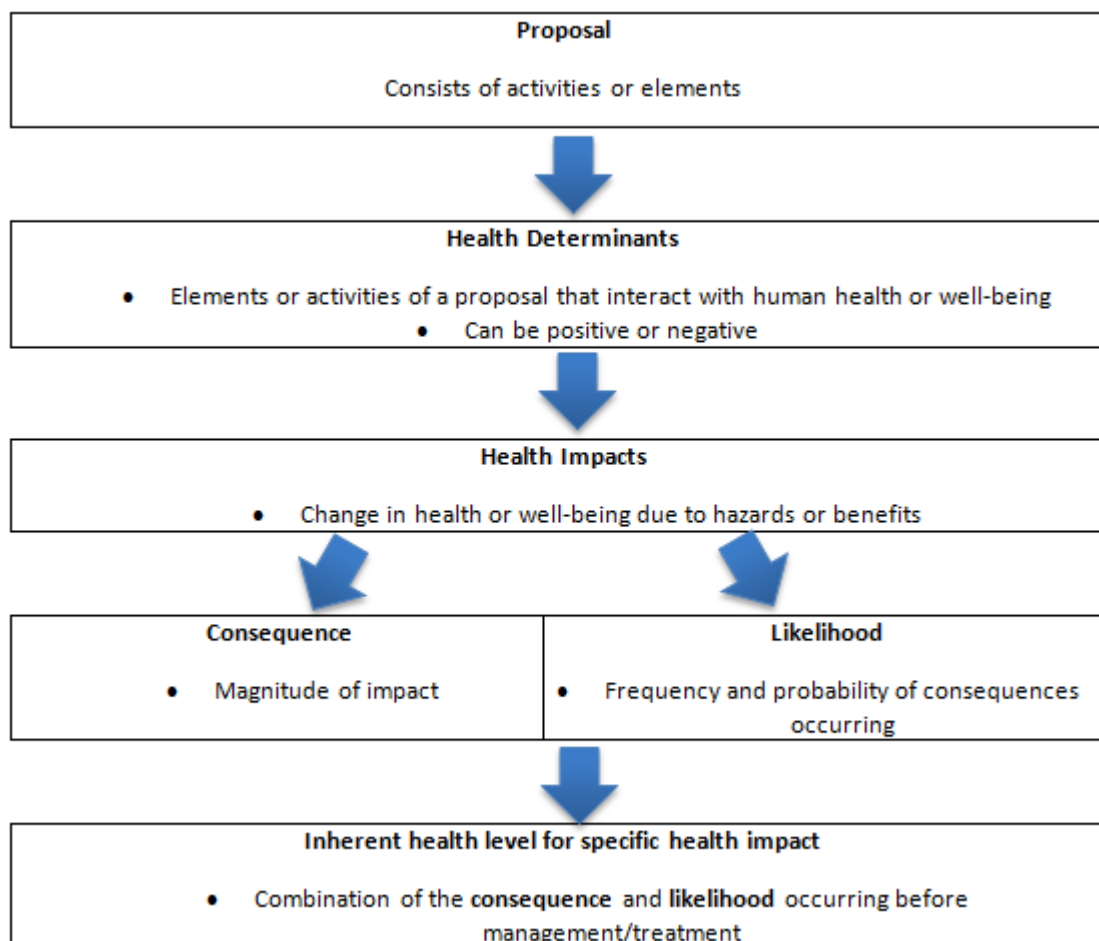 Proposal
Consists of activities or elements
Health Determinants
• Elements or activities of a proposal that interact with human health or well-being
• Can be positive or negative
Health Impacts
• Change in health or well-being due to hazards or benefits
Consequence
• Magnitude of impact
Likelihood
• Frequency and probability of consequences
occurring
Inherent health level for specific health impact
• Combination of the consequence and likelihood occurring before
management/treatment